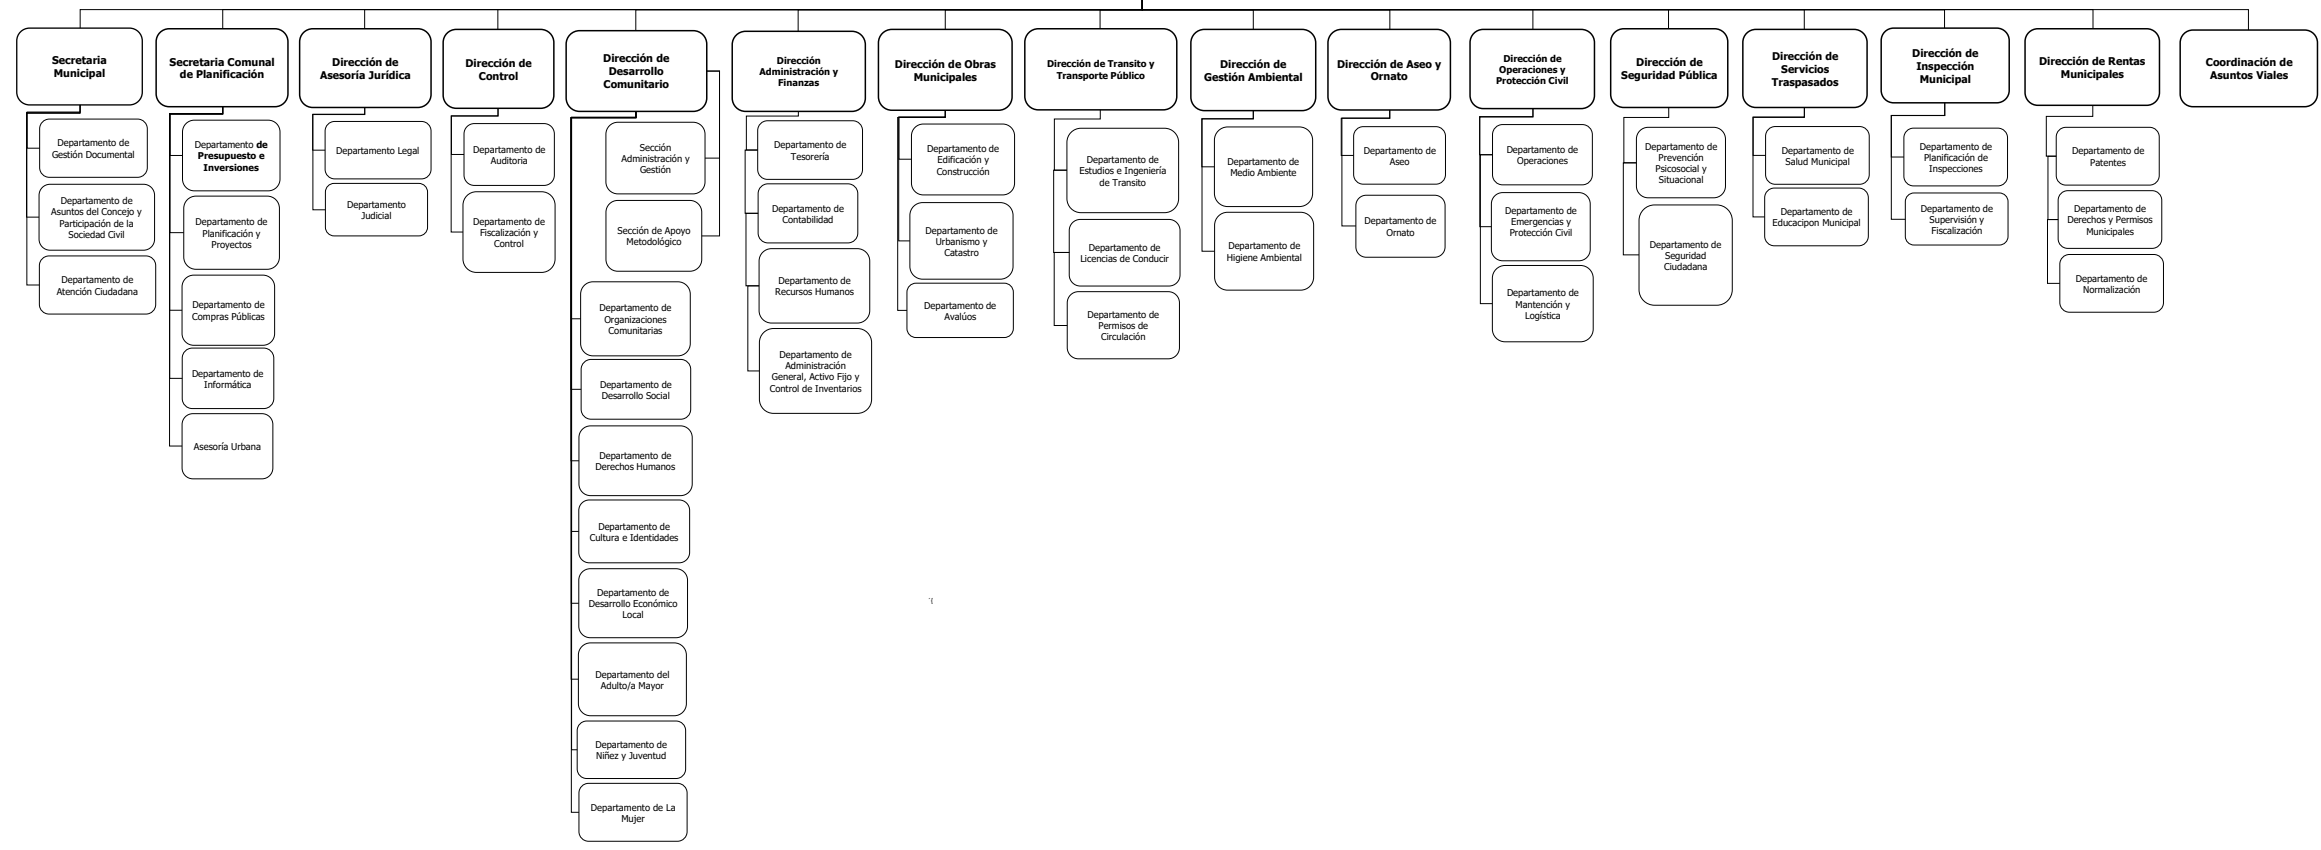 Secretaria
Municipal
Departamento de
Gestión Documental
Departamento de
Asuntos del Concejo y
Participación de la
Sociedad Civil
Departamento de
Atención Ciudadana
Secretaria Comunal
de Planificación
Departamento de
Presupuesto e
Inversiones
Departamento de
Planificación y
Proyectos
Departamento de
Compras Públicas
Departamento de
Informática
Asesoría Urbana
Dirección de
Asesoría Jurídica
Departamento Legal
Departamento
Judicial
Dirección de
Control
Departamento de
Auditoria
Departamento de
Fiscalización y
Control
Dirección de
Desarrollo
Comunitario
Sección
Administración y
Gestión
Sección de Apoyo
Metodológico
Departamento de
Organizaciones
Comunitarias
Departamento de
Desarrollo Social
Departamento de
Derechos Humanos
Departamento de
Cultura e Identidades
Departamento de
Desarrollo Económico
Local
Departamento del
Adulto/a Mayor
Departamento de
Niñez y Juventud
Departamento de La
Mujer
Dirección
Administración y
Finanzas
Departamento de
Tesorería
Departamento de
Contabilidad
Departamento de
Recursos Humanos
Departamento de
Administración
General, Activo Fijo y
Control de Inventarios
Dirección de Obras
Municipales
Departamento de
Edificación y
Construcción
Departamento de
Urbanismo y
Catastro
Departamento de
Avalúos
Dirección de Transito y
Transporte Público
Departamento de
Estudios e Ingeniería
de Transito
Departamento de
Licencias de Conducir
Departamento de
Permisos de
Circulación
Dirección de
Gestión Ambiental
Departamento de
Medio Ambiente
Departamento de
Higiene Ambiental
Dirección de Aseo y
Ornato
Departamento de
Aseo
Departamento de
Ornato
Dirección de
Operaciones y
Protección Civil
Departamento de
Operaciones
Departamento de
Emergencias y
Protección Civil
Departamento de
Mantención y
Logística
Dirección de
Seguridad Pública
Departamento de
Prevención
Psicosocial y
Situacional
Departamento de
Seguridad
Ciudadana
Dirección de
Servicios
Traspasados
Departamento de
Salud Municipal
Departamento de
Educacipon Municipal
Dirección de
Inspección
Municipal
Departamento de
Planificación de
Inspecciones
Departamento de
Supervisión y
Fiscalización
Dirección de Rentas
Municipales
Departamento de
Patentes
Departamento de
Derechos y Permisos
Municipales
Departamento de
Normalización
Coordinación de
Asuntos Viales